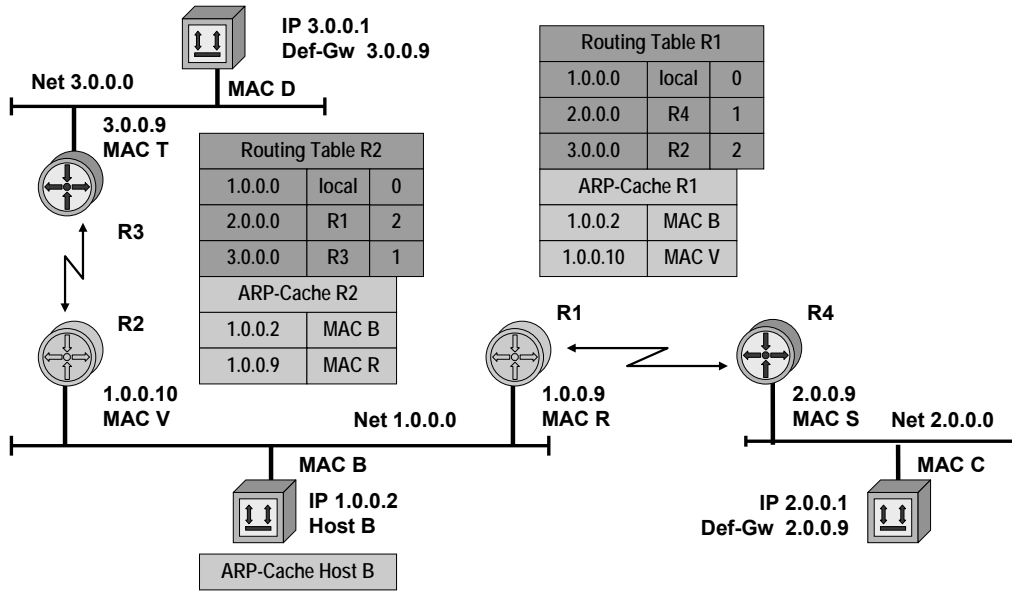 IP 3.0.0.1
Def-Gw 3.0.0.9
Net 3.0.0.0
MAC D
3.0.0.9
MAC T
R3
Routing Table R2
1.0.0.0 local 0
2.0.0.0 R1 2
3.0.0.0 R3 1
ARP-Cache R2
1.0.0.2 MAC B
1.0.0.9 MAC R
Routing Table R1
1.0.0.0 local 0
2.0.0.0 R4 1
3.0.0.0 R2 2
ARP-Cache R1
1.0.0.2 MAC B
1.0.0.10 MAC V
R2
R1
R4
1.0.0.10
MAC V
Net 1.0.0.0
1.0.0.9
MAC R
2.0.0.9
MAC S
Net 2.0.0.0
MAC B
IP 1.0.0.2
Host B
ARP-Cache Host B
MAC C
IP 2.0.0.1
Def-Gw 2.0.0.9